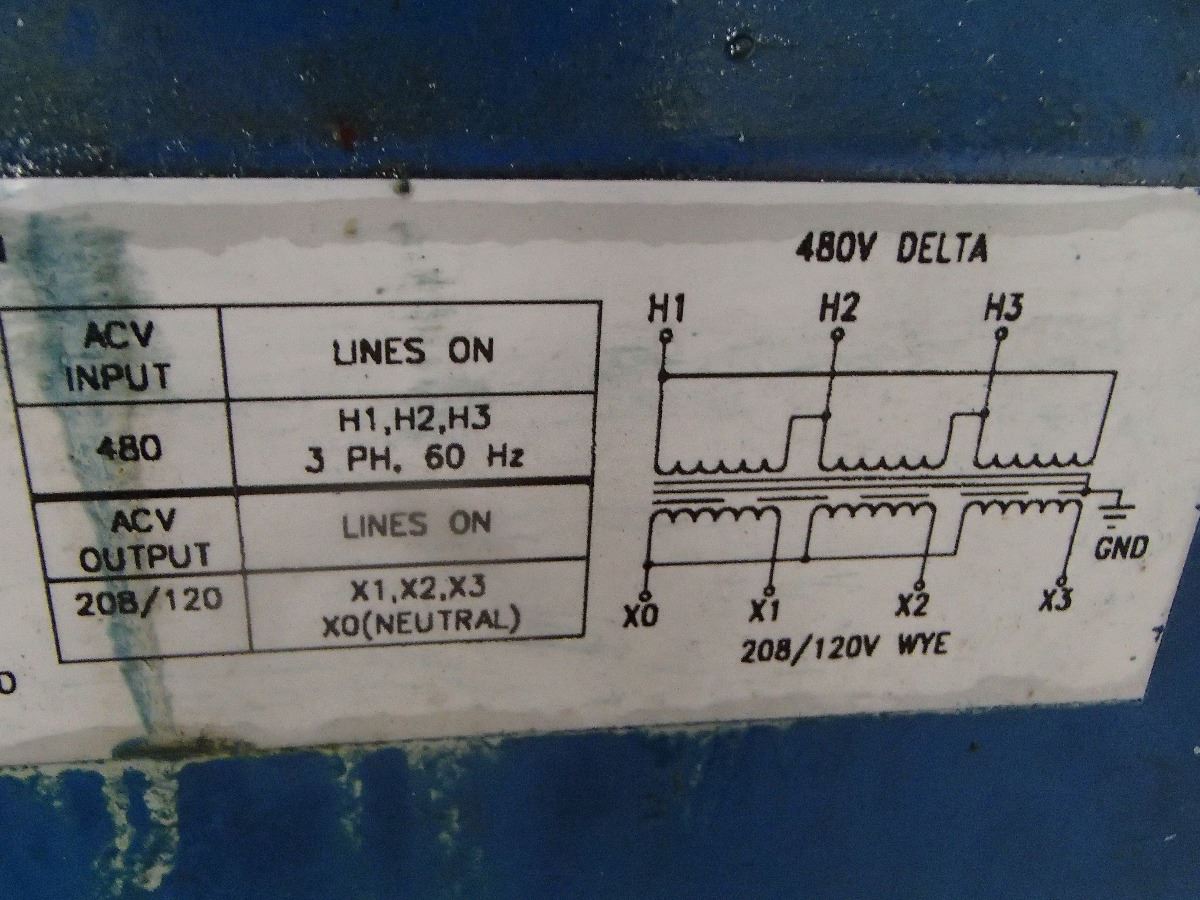 480V DELTA
H1 H2 H3
ACV
INPUT
LINES ON
480
H1,H2,H3
3 PH. 60 Hz
ACV
OUTPUT
LINES ON
208/120
X1,X2,X3
X0(NEUTRAL)
GND
X0 X1 X2 X3
208/120V WYE